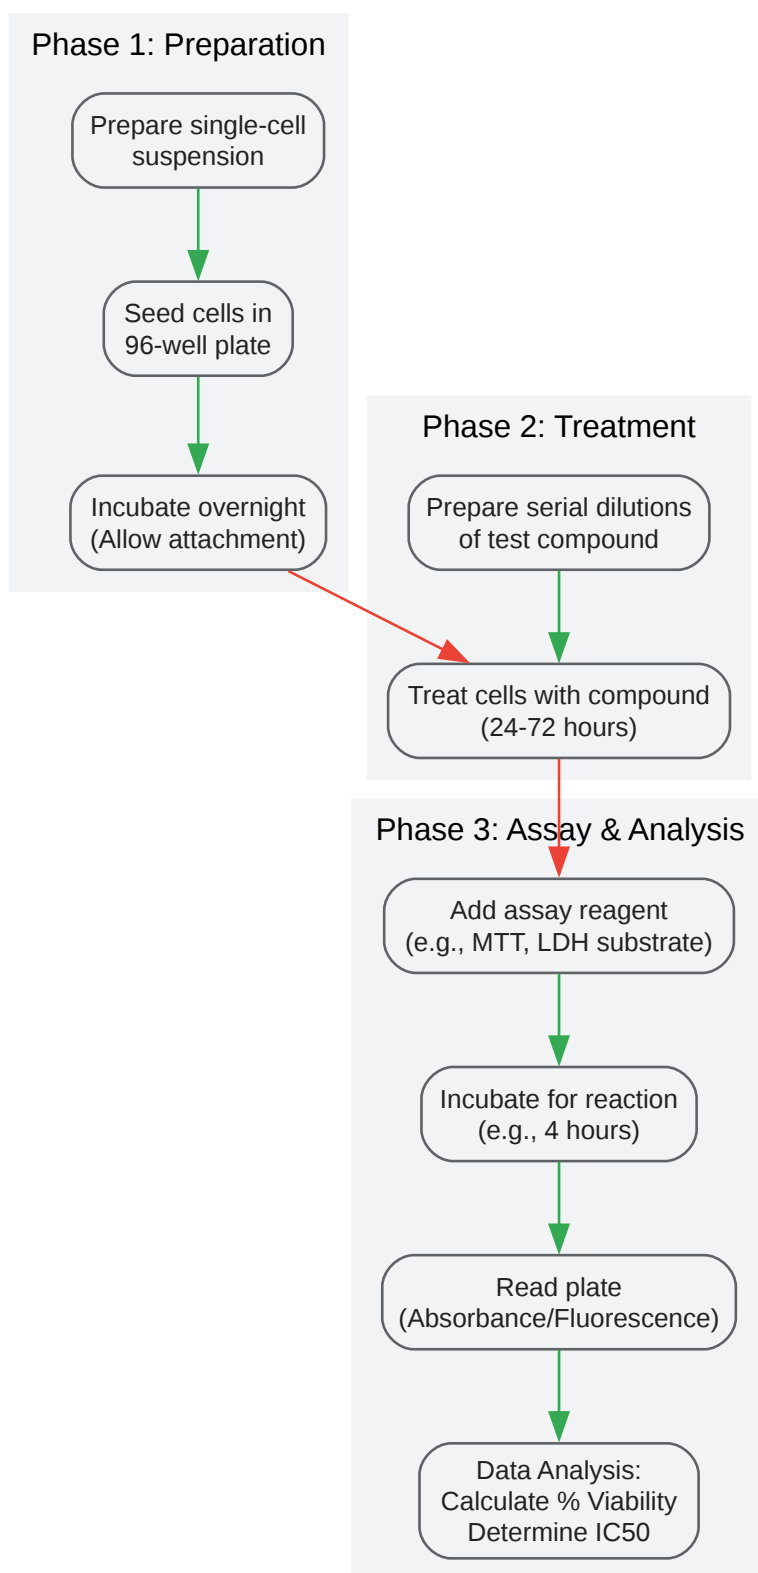 Phase 1: Preparation
Prepare single-cell
suspension
Seed cells in
96-well plate
Incubate overnight
(Allow attachment)
Phase 2: Treatment
Prepare serial dilutions
of test compound
Treat cells with compound
(24-72 hours)
Phase 3: Assay & Analysis
Add assay reagent
(e.g., MTT, LDH substrate)
Incubate for reaction
(e.g., 4 hours)
Read plate
(Absorbance/Fluorescence)
Data Analysis:
Calculate % Viability
Determine IC50